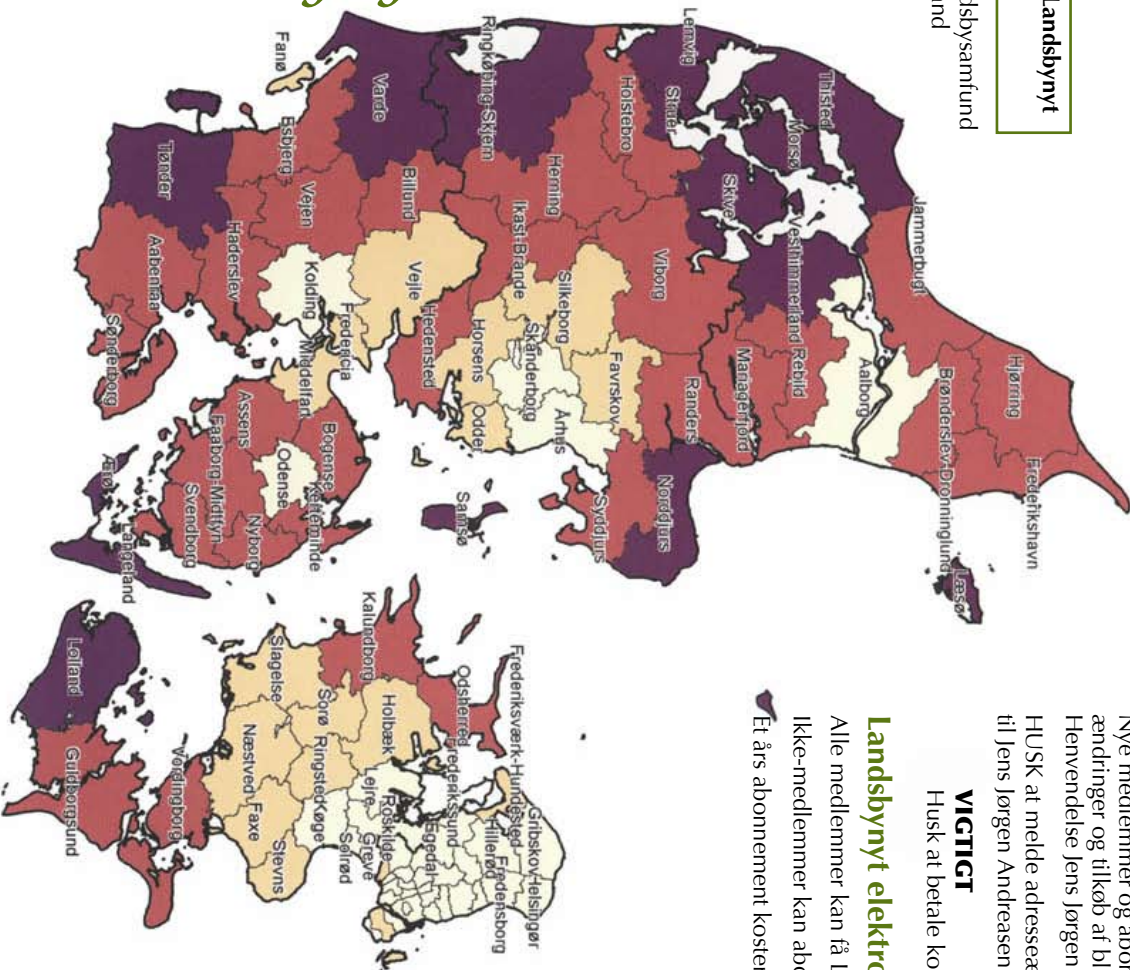 Nye medlemmer og abon
ændringer og tilkøb af bl
Henvendelse Jens Jørgen
HUSK at melde adresseæ
til Jens Jørgen Andreasen
VIGTIGT
Husk at betale ko
Landsbynyt elektro
Alle medlemmer kan få L
Ikke-medlemmer kan abo
Et års abonnement koster
Landsbynyt
dsbysamfund
and
Frederikshavn
Hjørring
Læsø
Brønderslev-Dronninglund
Jammerbugt
Aalborg
Thisted
Morsø
Vesthimmerland
Rebild
Mariagerfjord
Skive
Randers
Norddjurs
Lemvig
Struer
Viborg
Holstebro
Favrskov
Syddjurs
Silkeborg
Århus
Herning
Ikast-Brande
Skanderborg
Ringkøbing-Skjern
Horsens
Odder
Samsø
Hedensted
Billund
Vejle
Varde
Fredericia
Vejen
Kolding
Middelfart
Bogense
Kerteminde
Fanø
Esbjerg
Odense
Assens
Nyborg
Haderslev
Faaborg-Midtfyn
Svendborg
Tønder
Aabenraa
Sønderborg
Ærø
Langeland
Gribskov
Helsingør
Frederiksværk-Hundested
Fredensborg
Hillerød
Odsherred
Frederikssund
Egedal
Kalundborg
Holbæk
Roskilde
Lejre
Greve
Solrød
Sorø
Ringsted
Køge
Slagelse
Stevns
Næstved
Faxe
Vordingborg
Lolland
Guldborgsund